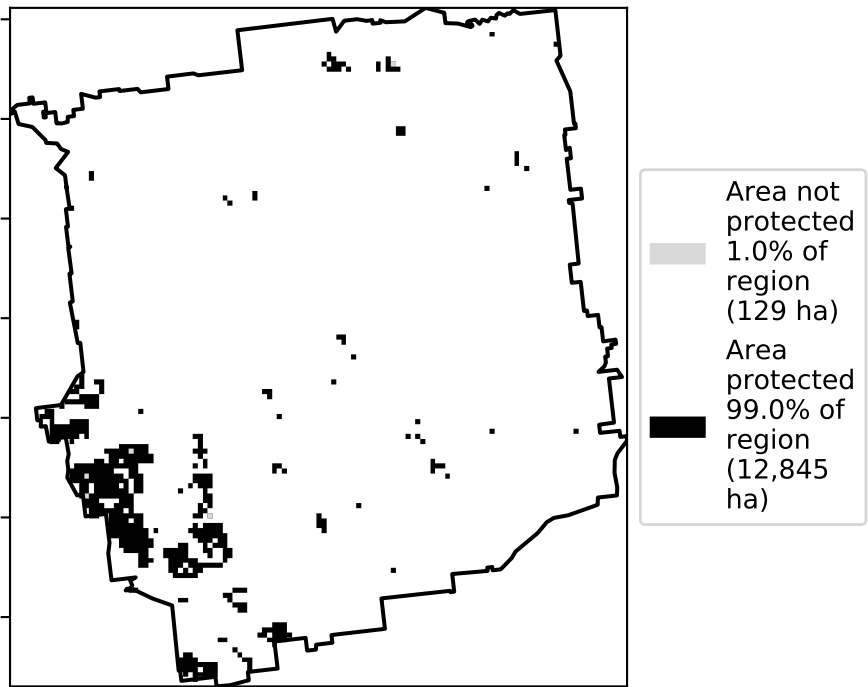 Area not
protected
1.0% of
region
(129 ha)
Area
protected
99.0% of
region
(12,845
ha)